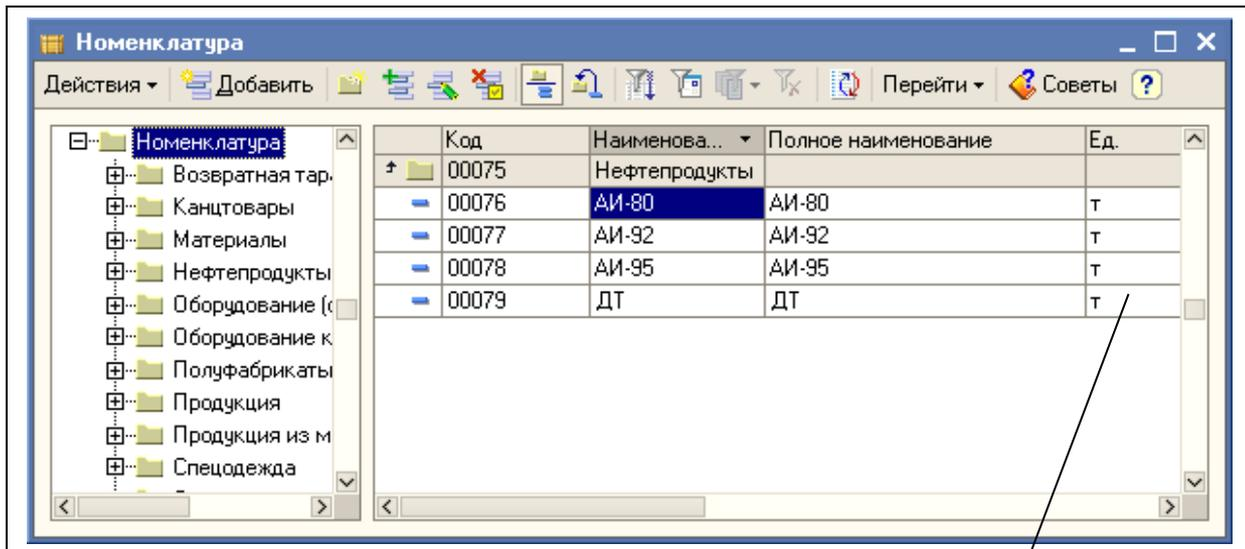 Номенклатура
Действия Добавить Перейти Советы ?
Номенклатура
Возвратная тар
Канцтовары
Материалы
Нефтепродукты
Оборудование (
Оборудование к
Полуфабрикаты
Продукция
Продукция из м
Спецодежда
Код Наименова... Полное наименование Ед.
00075 Нефтепродукты
00076 АИ-80 АИ-80 т
00077 АИ-92 АИ-92 т
00078 АИ-95 АИ-95 т
00079 ДТ ДТ т